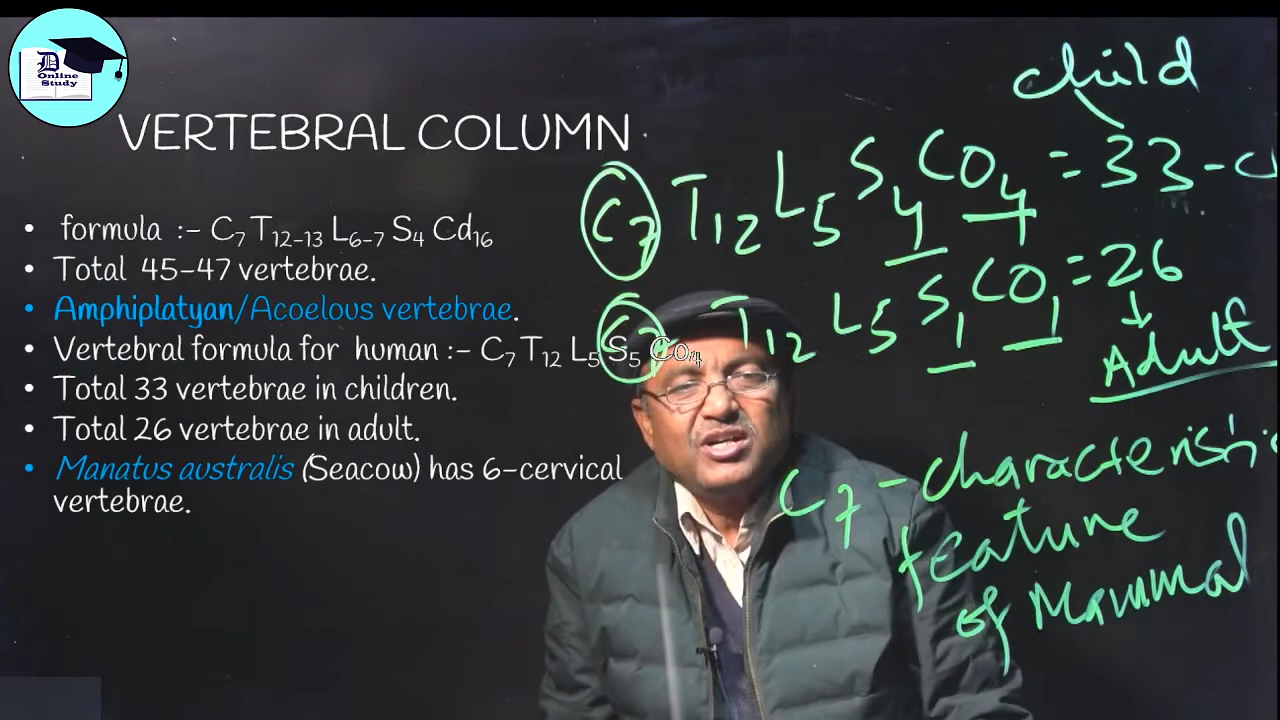 D
Online
Study
VERTEBRAL COLUMN
• formula :- C₇ T₁₂₋₁₃ L₆₋₇ S₄ Cd₁₆
• Total 45-47 vertebrae.
• Amphiplatyan/Acoelous vertebrae.
• Vertebral formula for human :- C₇ T₁₂ L₅ S₅ Co₄
• Total 33 vertebrae in children.
• Total 26 vertebrae in adult.
• Manatus australis (Seacow) has 6-cervical
vertebrae.
child
C₇ T₁₂ L₅ S₄ CO₄ = 33-
C₇ T₁₂ L₅ S₁ CO₁ = 26
Adult
C₇ - characteristic
feature
of Mammal